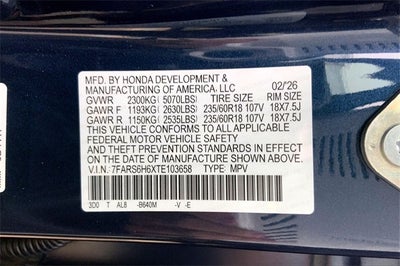 MFD. BY HONDA DEVELOPMENT &
MANUFACTURING OF AMERICA, LLC 02/'26
GVWR 2300KG (5070LBS) TIRE SIZE RIM SIZE
GAWR F 1193KG (2630LBS) 235/60R18 107V 18X7.5J
GAWR R 1150KG (2535LBS) 235/60R18 107V 18X7.5J
THIS VEHICLE CONFORMS TO ALL APPLICABLE
FEDERAL MOTOR VEHICLE SAFETY
AND THEFT PREVENTION STANDARDS IN EFFECT ON THE
DATE OF MANUFACTURE SHOWN ABOVE.
V.I.N. 7FARS6H6XTE103658 TYPE MPV
3D0 T AL8 -B640M -V -E